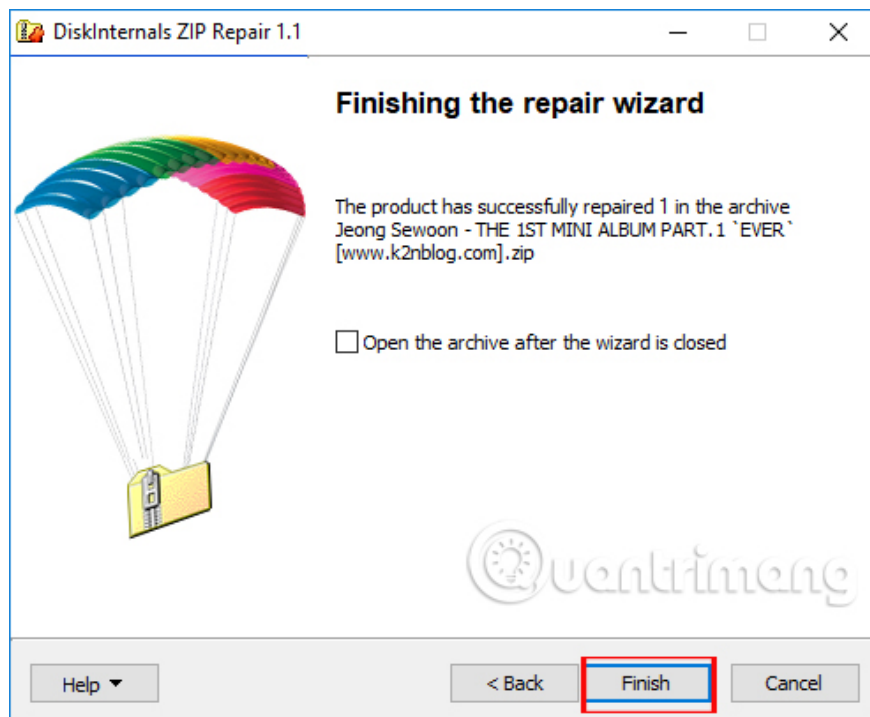 DiskInternals ZIP Repair 1.1
Finishing the repair wizard
The product has successfully repaired 1 in the archive
Jeong Sewoon - THE 1ST MINI ALBUM PART.1 `EVER`
[www.k2nblog.com].zip
Open the archive after the wizard is closed
Quantrimang
Help
< Back
Finish
Cancel